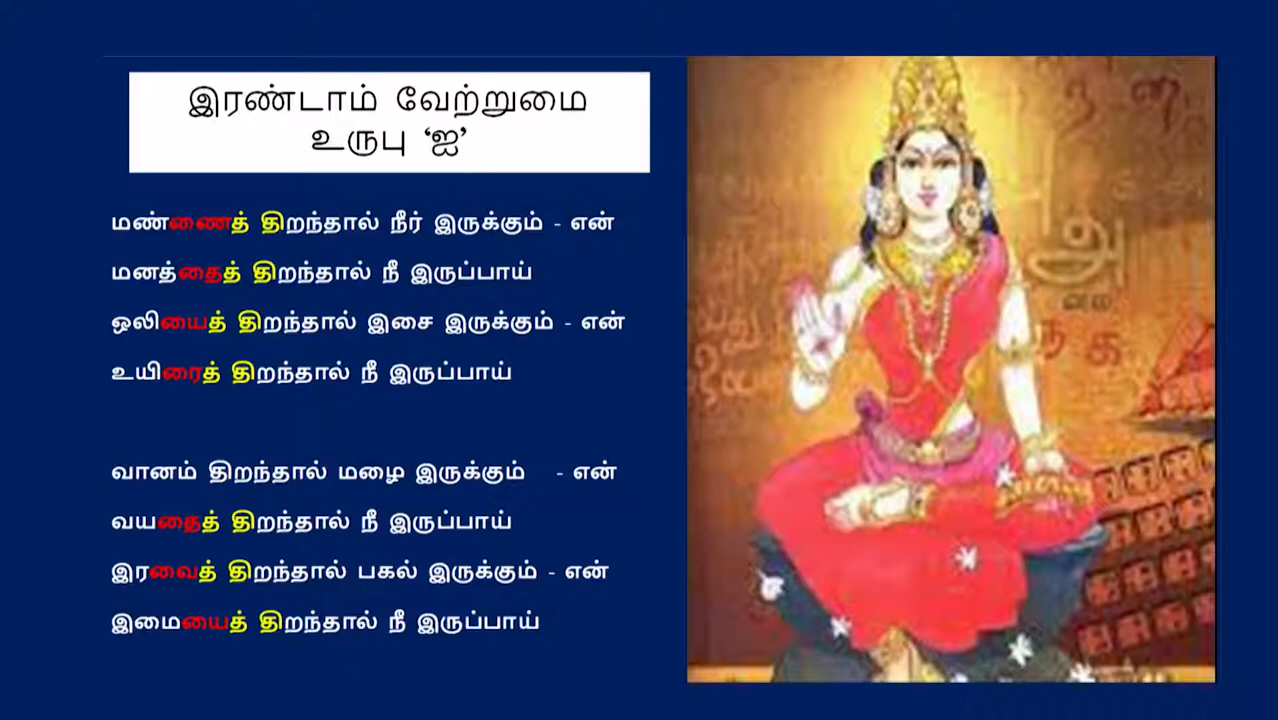 இரண்டாம் வேற்றுமை
உருபு ‘ஐ’
மண்ணைத் திறந்தால் நீர் இருக்கும் - என்
மனத்தைத் திறந்தால் நீ இருப்பாய்
ஒலியைத் திறந்தால் இசை இருக்கும் - என்
உயிரைத் திறந்தால் நீ இருப்பாய்
வானம் திறந்தால் மழை இருக்கும் - என்
வயதைத் திறந்தால் நீ இருப்பாய்
இரவைத் திறந்தால் பகல் இருக்கும் - என்
இமையைத் திறந்தால் நீ இருப்பாய்
அ